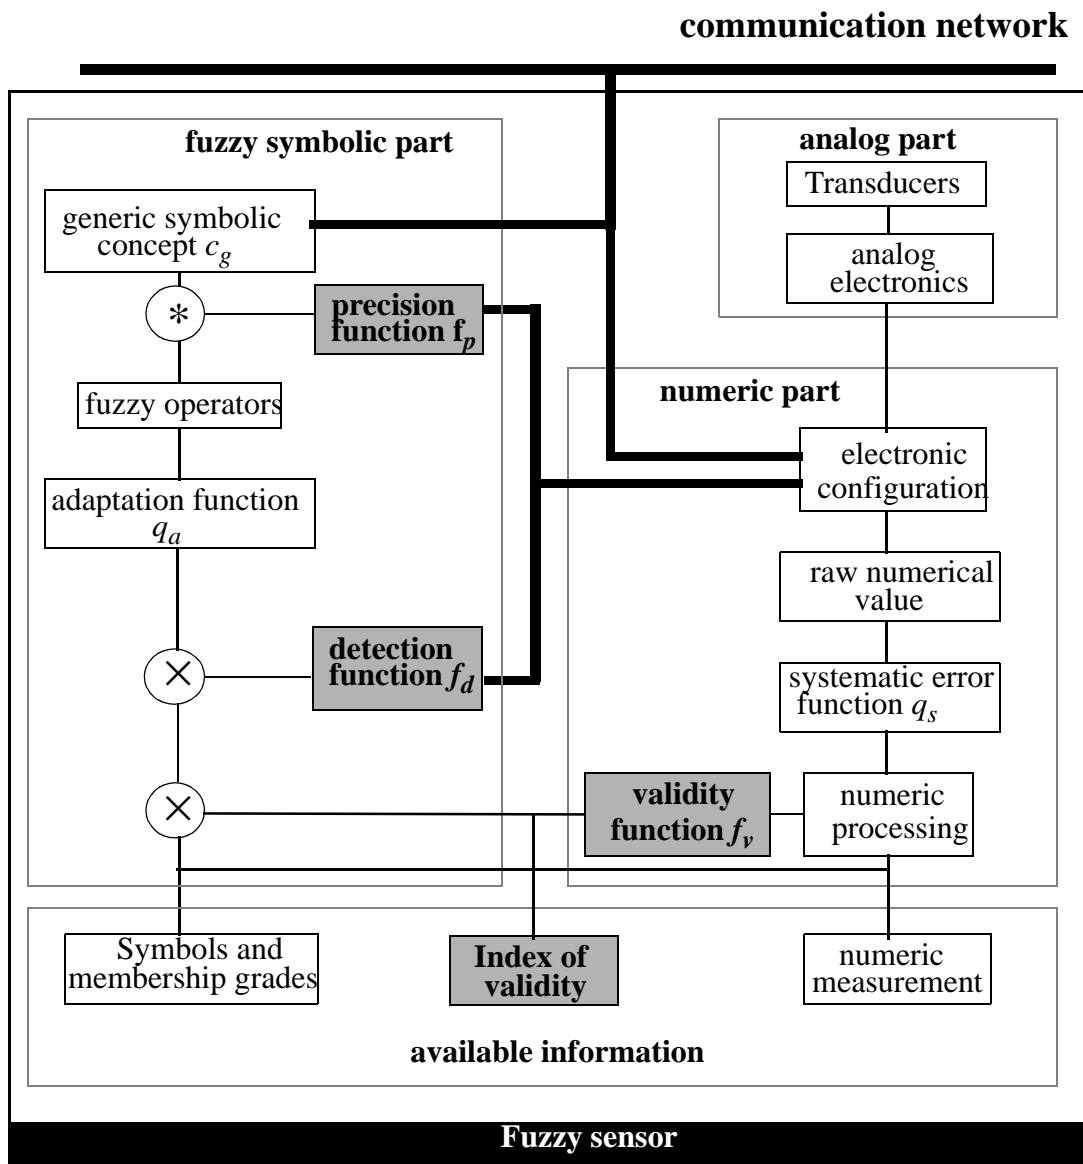 communication network
fuzzy symbolic part
generic symbolic
concept c_g
*
precision
function f_p
fuzzy operators
adaptation function
q_a
×
detection
function f_d
×
analog part
Transducers
analog
electronics
numeric part
electronic
configuration
raw numerical
value
systematic error
function q_s
validity
function f_v
numeric
processing
Symbols and
membership grades
Index of
validity
numeric
measurement
available information
Fuzzy sensor